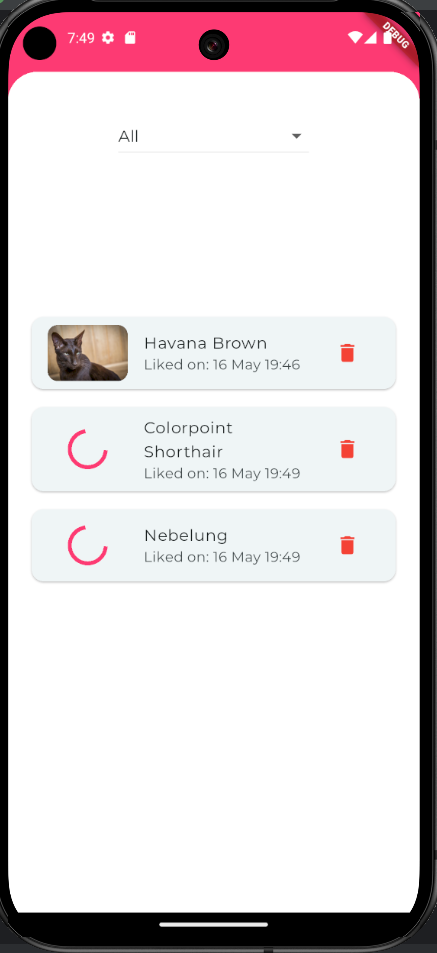 7:49
DEBUG
All
Havana Brown
Liked on: 16 May 19:46
Colorpoint
Shorthair
Liked on: 16 May 19:49
Nebelung
Liked on: 16 May 19:49